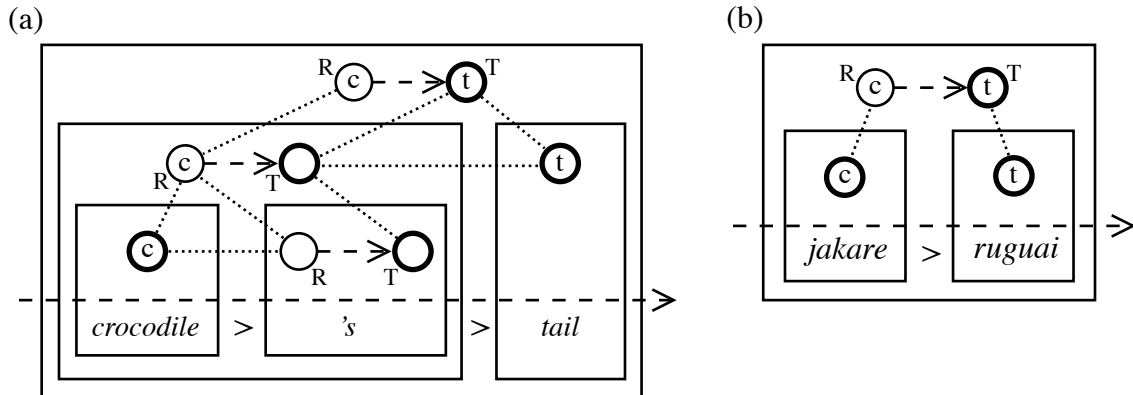 (a)
(b)
R c t T
R c t T
c T t
R
c t
c
R T
jakare > ruguai
crocodile > 's > tail